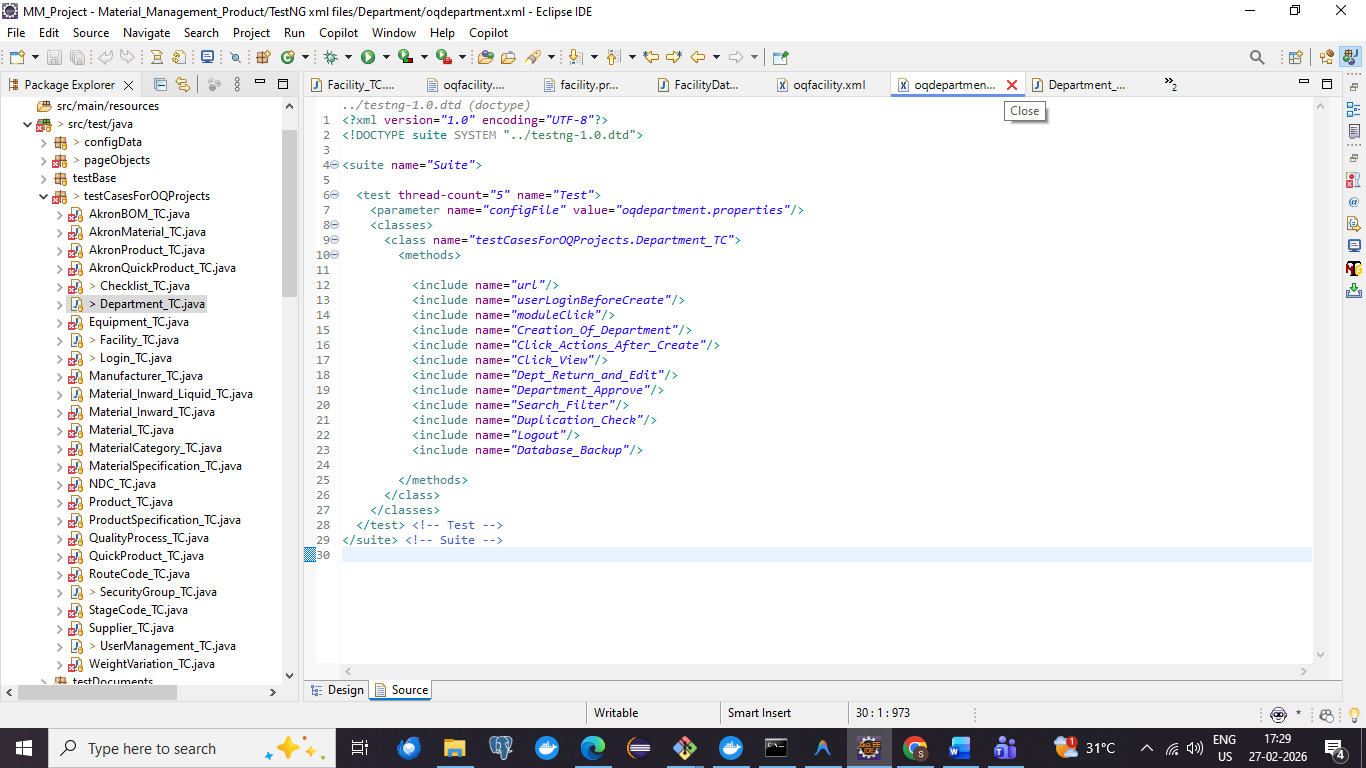 MM_Project - Material_Management_Product/TestNG xml files/Department/oqdepartment.xml - Eclipse IDE
File Edit Source Navigate Search Project Run Copilot Window Help Copilot
Package Explorer
Facility_TC.... oqfacility.... facility.pr... FacilityDat... oqfacility.xml oqdepartmen... Department_... »2
Close
src/main/resources
> src/test/java
> configData
> pageObjects
testBase
> testCasesForOQProjects
AkronBOM_TC.java
AkronMaterial_TC.java
AkronProduct_TC.java
AkronQuickProduct_TC.java
> Checklist_TC.java
> Department_TC.java
Equipment_TC.java
> Facility_TC.java
> Login_TC.java
Manufacturer_TC.java
Material_Inward_Liquid_TC.java
Material_Inward_TC.java
Material_TC.java
MaterialCategory_TC.java
MaterialSpecification_TC.java
NDC_TC.java
Product_TC.java
ProductSpecification_TC.java
QualityProcess_TC.java
QuickProduct_TC.java
RouteCode_TC.java
> SecurityGroup_TC.java
StageCode_TC.java
Supplier_TC.java
> UserManagement_TC.java
WeightVariation_TC.java
testDocuments
../testng-1.0.dtd (doctype)
1 <?xml version="1.0" encoding="UTF-8"?>
2 <!DOCTYPE suite SYSTEM "../testng-1.0.dtd">
3
4 <suite name="Suite">
5
6 <test thread-count="5" name="Test">
7 <parameter name="configFile" value="oqdepartment.properties"/>
8 <classes>
9 <class name="testCasesForOQProjects.Department_TC">
10 <methods>
11
12 <include name="url"/>
13 <include name="userLoginBeforeCreate"/>
14 <include name="moduleClick"/>
15 <include name="Creation_Of_Department"/>
16 <include name="Click_Actions_After_Create"/>
17 <include name="Click_View"/>
18 <include name="Dept_Return_and_Edit"/>
19 <include name="Department_Approve"/>
20 <include name="Search_Filter"/>
21 <include name="Duplication_Check"/>
22 <include name="Logout"/>
23 <include name="Database_Backup"/>
24
25 </methods>
26 </class>
27 </classes>
28 </test> <!-- Test -->
29 </suite> <!-- Suite -->
30
Design Source
Writable Smart Insert 30 : 1 : 973
Type here to search
31°C
ENG
US
17:29
27-02-2026
4